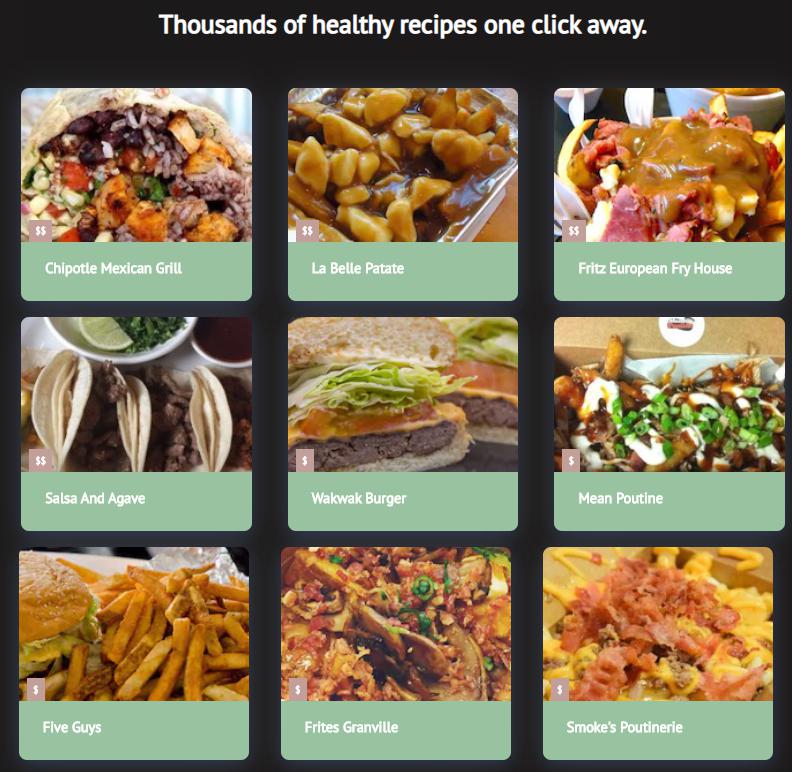 Thousands of healthy recipes one click away.
$$
$$
$$
Chipotle Mexican Grill
La Belle Patate
Fritz European Fry House
$$
$
$
Salsa And Agave
Wakwak Burger
Mean Poutine
$
$
$
Five Guys
Frites Granville
Smoke's Poutinerie